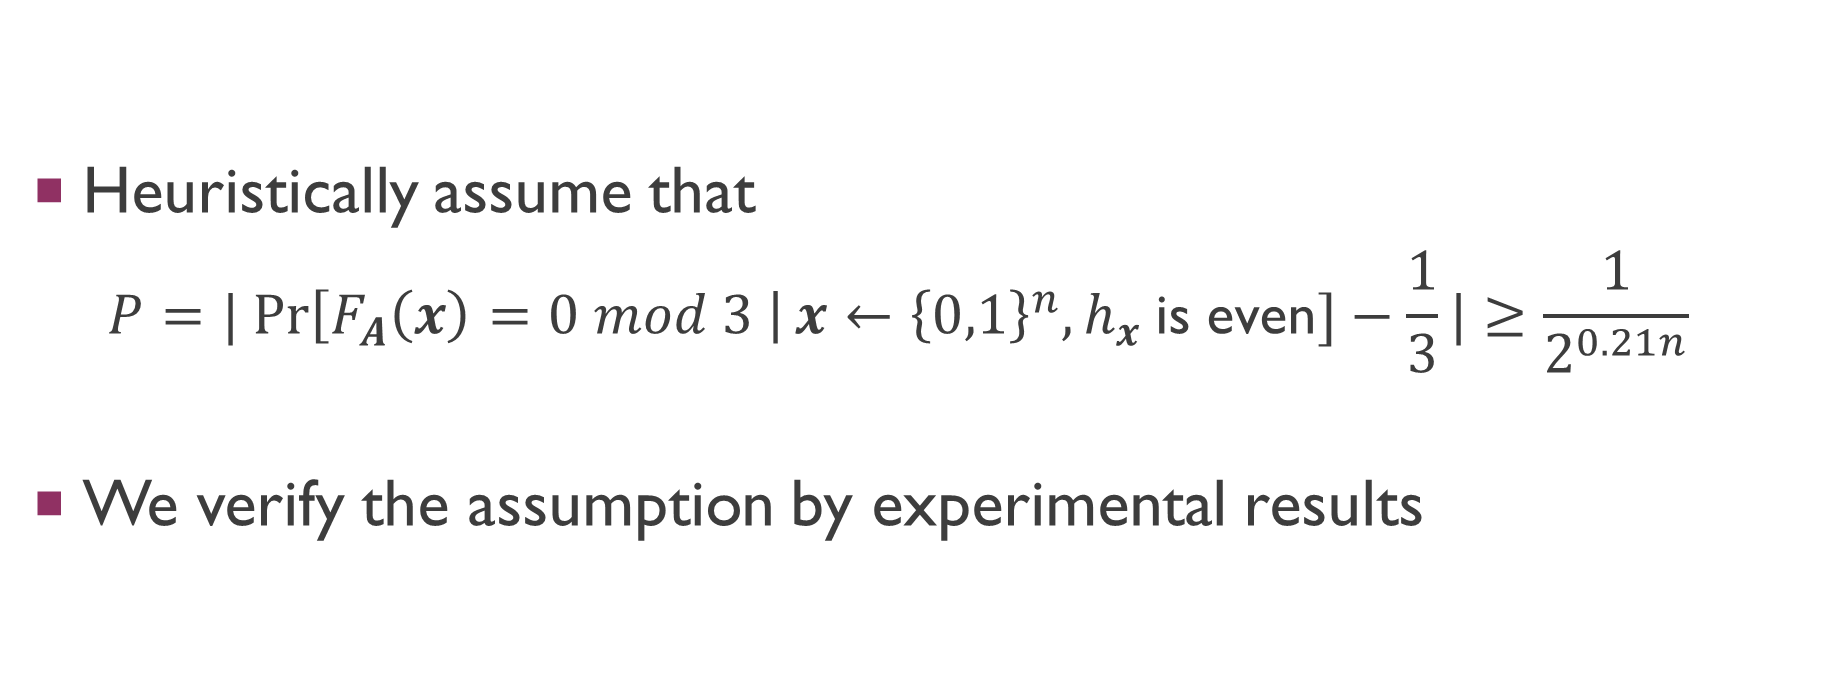 ▪ Heuristically assume that
P = | Pr[F_A(x) = 0 mod 3 | x ← {0,1}^n, h_x is even] − 1/3 | ≥ 1/2^{0.21n}
▪ We verify the assumption by experimental results